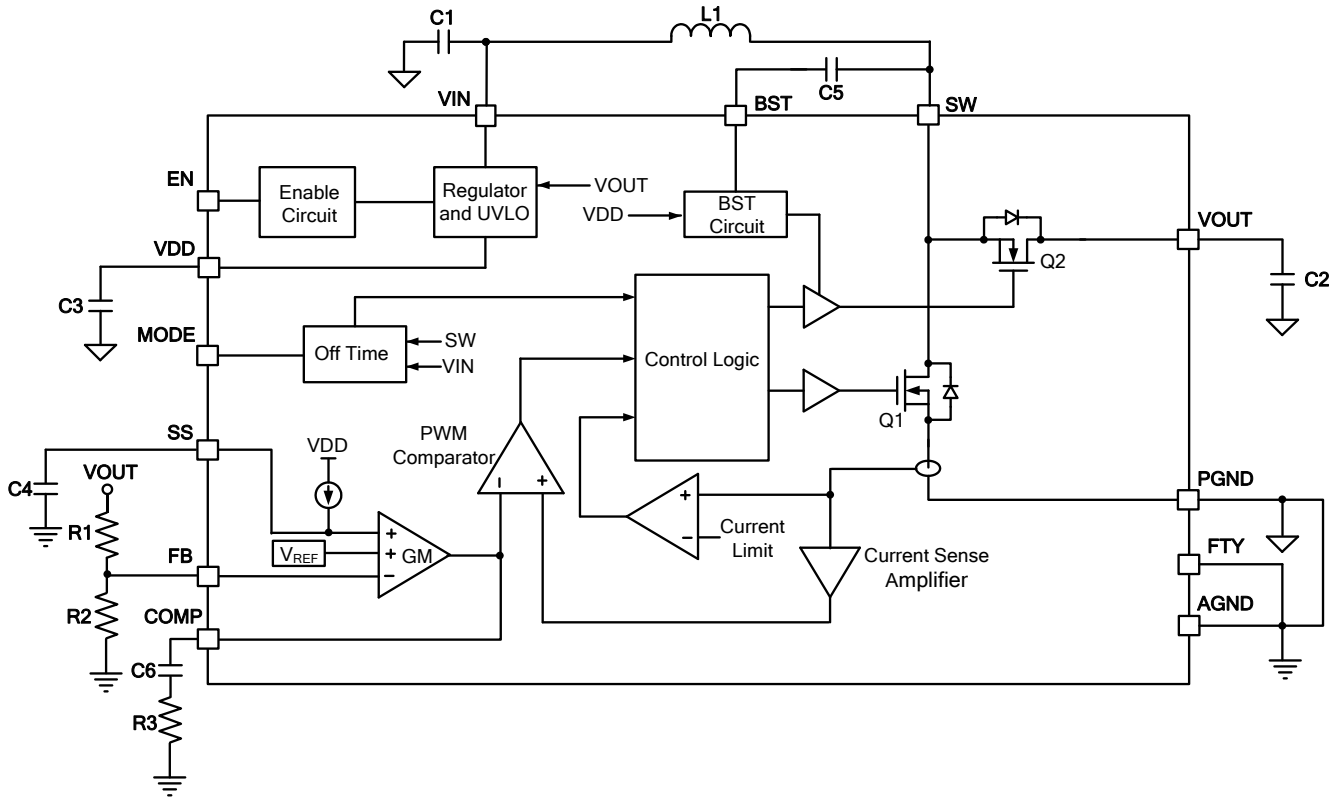 C1
L1
C5
VIN
BST
SW
EN
Enable
Circuit
Regulator
and UVLO
VOUT
VDD
BST
Circuit
VOUT
VDD
Q2
C2
C3
MODE
Off Time
SW
VIN
Control Logic
Q1
SS
VDD
PWM
Comparator
C4
VOUT
R1
+
+
−
GM
VREF
− +
+
−
Current
Limit
Current Sense
Amplifier
PGND
FTY
AGND
FB
R2
COMP
C6
R3